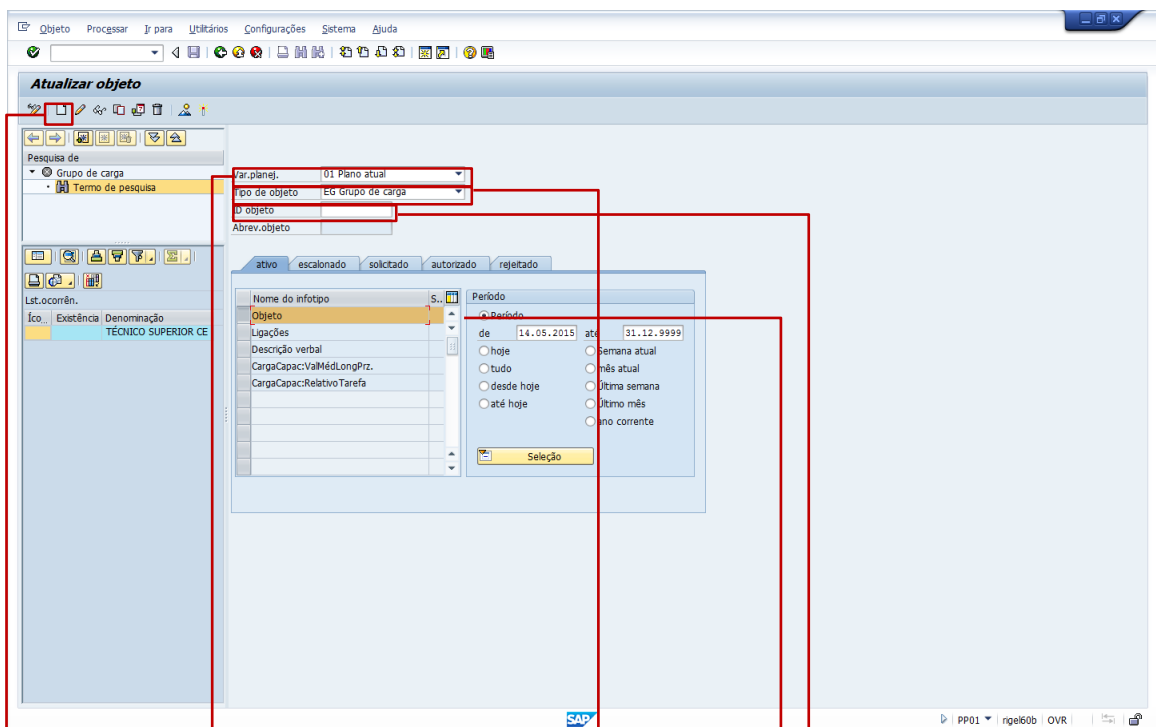 Objeto Processar Ir para Utilitários Configurações Sistema Ajuda
Atualizar objeto
Pesquisa de
Grupo de carga
Termo de pesquisa
Var.planej. 01 Plano atual
Tipo de objeto EG Grupo de carga
ID objeto
Abrev.objeto
ativo escalonado solicitado autorizado rejeitado
Lst.ocorrên.
Íco... Existência Denominação
TÉCNICO SUPERIOR CE
Nome do infotipo S..
Objeto
Ligações
Descrição verbal
CargaCapac:ValMédLongPrz.
CargaCapac:RelativoTarefa
Período
Período
de 14.05.2015 até 31.12.9999
hoje Semana atual
tudo mês atual
desde hoje Última semana
até hoje Último mês
ano corrente
Seleção
SAP
PP01 rigel60b OVR